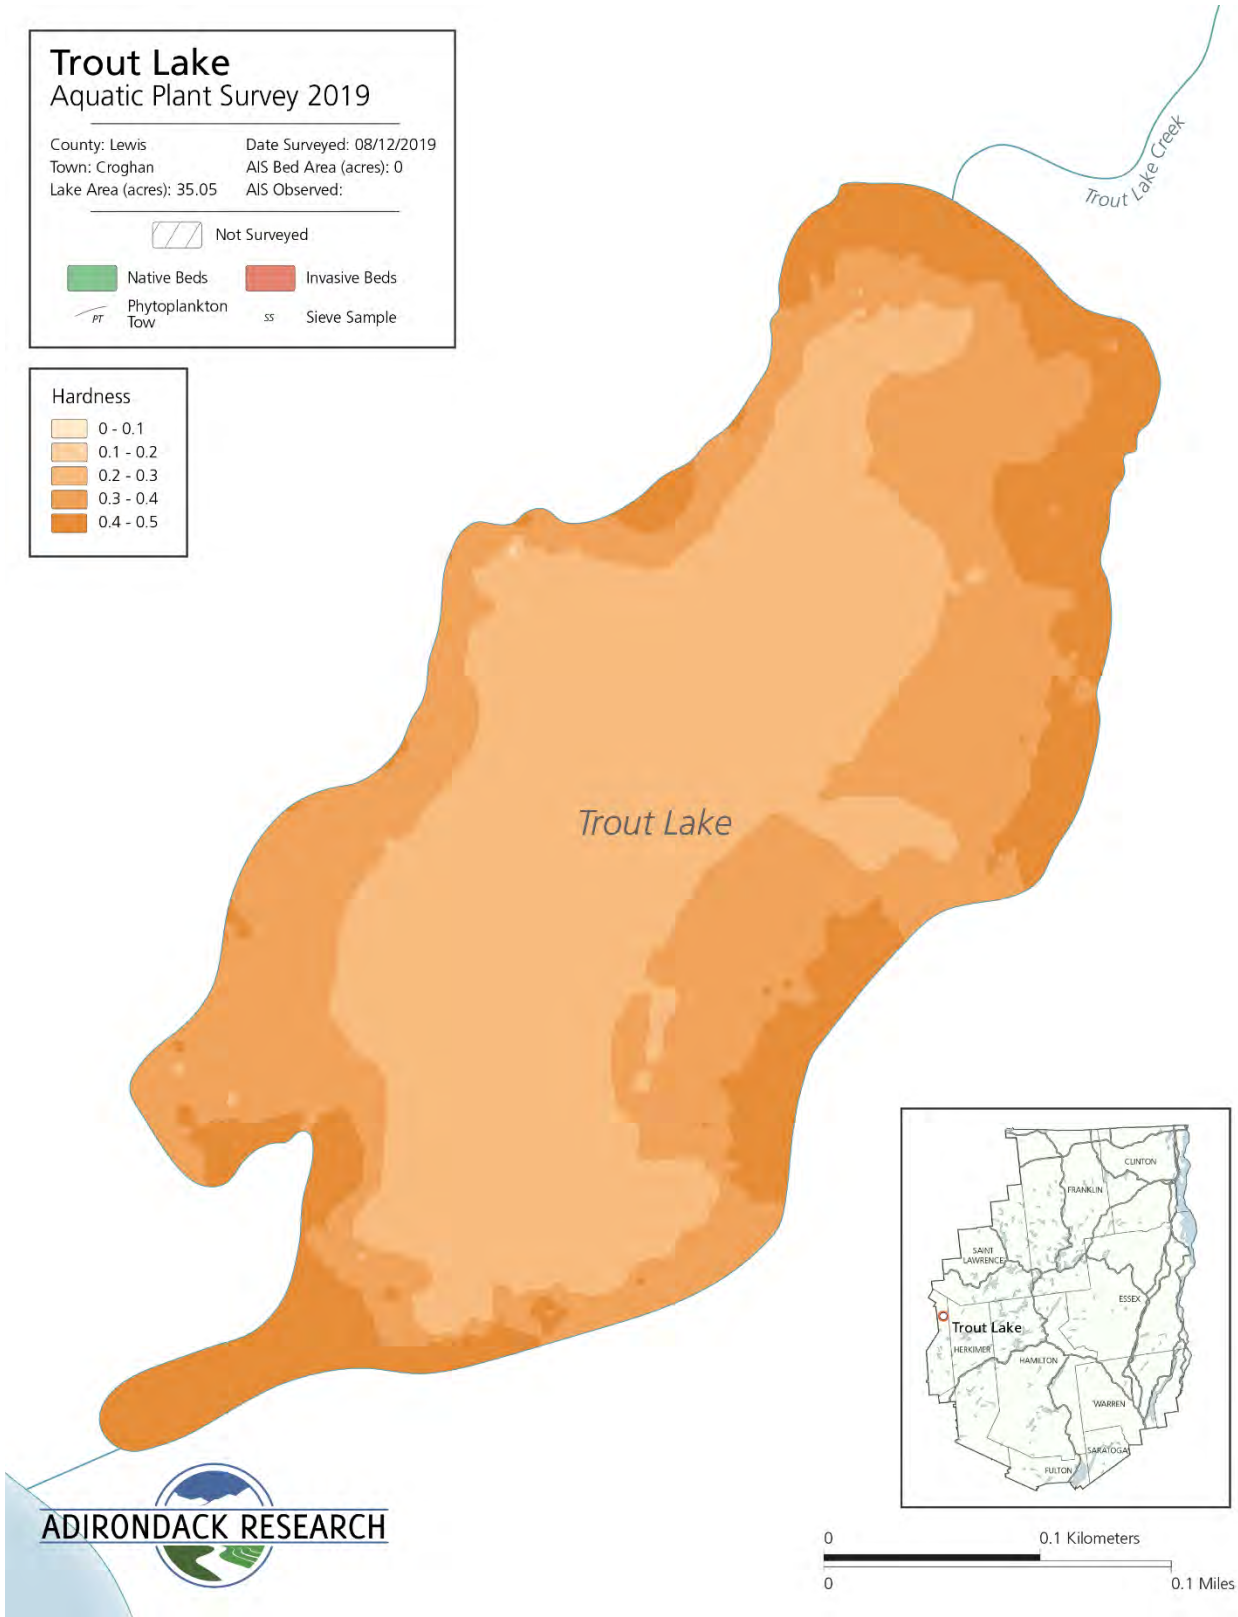 Trout Lake
Aquatic Plant Survey 2019
County: Lewis
Date Surveyed: 08/12/2019
Town: Croghan
AIS Bed Area (acres): 0
Lake Area (acres): 35.05
AIS Observed:
Not Surveyed
Native Beds
Invasive Beds
PT
Phytoplankton
Tow
SS
Sieve Sample
Hardness
0 - 0.1
0.1 - 0.2
0.2 - 0.3
0.3 - 0.4
0.4 - 0.5
Trout Lake Creek
Trout Lake
CLINTON
FRANKLIN
SAINT
LAWRENCE
ESSEX
Trout Lake
HERKIMER
HAMILTON
WARREN
SARATOGA
FULTON
ADIRONDACK RESEARCH
0
0.1 Kilometers
0
0.1 Miles